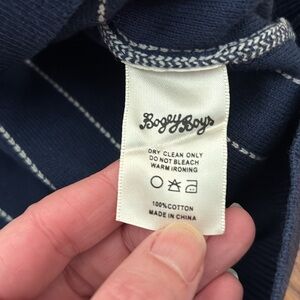 Bogey Boys
DRY CLEAN ONLY
DO NOT BLEACH
WARM IRONING
100%COTTON
MADE IN CHINA